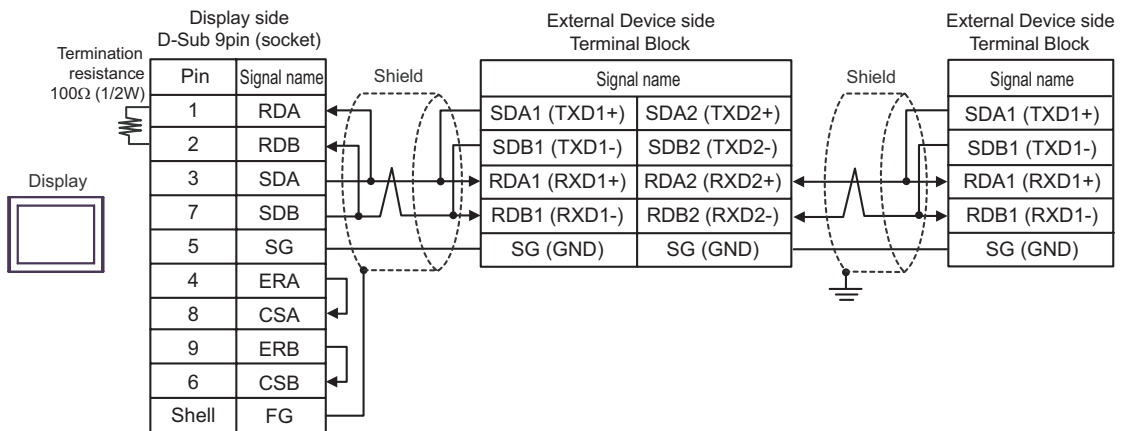 Display side
D-Sub 9pin (socket)
Termination
resistance
100Ω (1/2W)
Pin Signal name
1 RDA
2 RDB
3 SDA
7 SDB
5 SG
4 ERA
8 CSA
9 ERB
6 CSB
Shell FG
Display
Shield
External Device side
Terminal Block
Signal name
SDA1 (TXD1+) SDA2 (TXD2+)
SDB1 (TXD1-) SDB2 (TXD2-)
RDA1 (RXD1+) RDA2 (RXD2+)
RDB1 (RXD1-) RDB2 (RXD2-)
SG (GND) SG (GND)
Shield
External Device side
Terminal Block
Signal name
SDA1 (TXD1+)
SDB1 (TXD1-)
RDA1 (RXD1+)
RDB1 (RXD1-)
SG (GND)